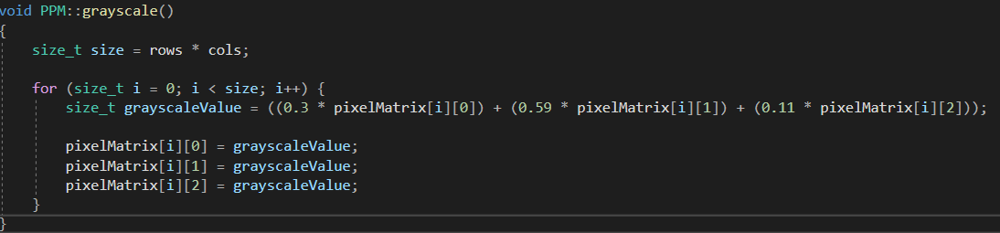 void PPM::grayscale()
{
    size_t size = rows * cols;

    for (size_t i = 0; i < size; i++) {
        size_t grayscaleValue = ((0.3 * pixelMatrix[i][0]) + (0.59 * pixelMatrix[i][1]) + (0.11 * pixelMatrix[i][2]));

        pixelMatrix[i][0] = grayscaleValue;
        pixelMatrix[i][1] = grayscaleValue;
        pixelMatrix[i][2] = grayscaleValue;
    }
}